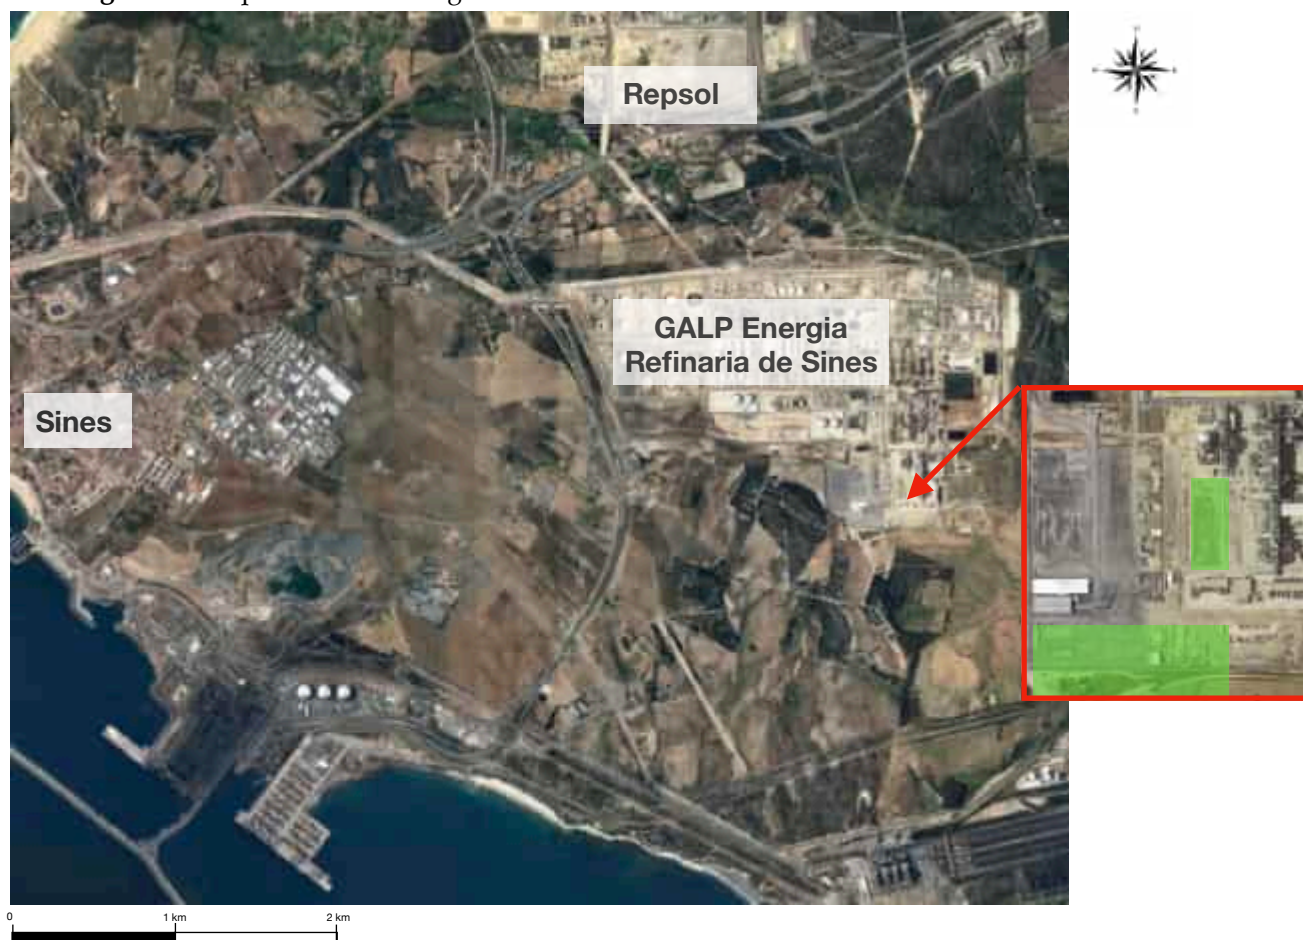 Repsol
GALP Energia
Refinaria de Sines
Sines
0 1 km 2 km